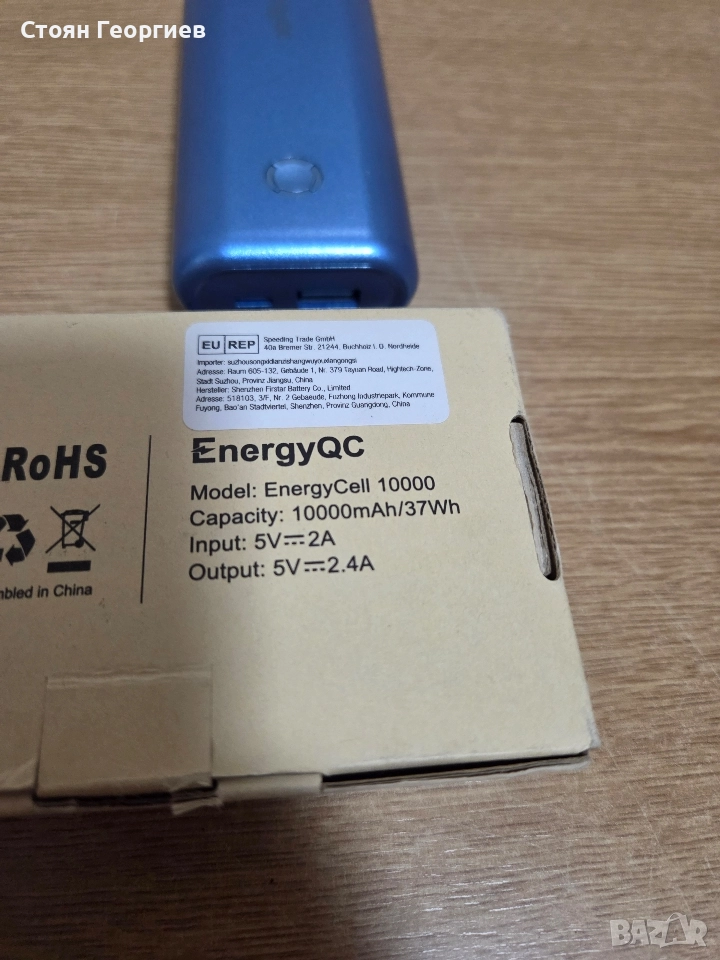 Стоян Георгиев
EU REP
Speeding Trade GmbH
40a Bremer Str. 21244. Buchholz i. D. Nordheide
Importer: suzhousongxidianzishangwuyouxiangongsi
Adresse: Raum 605-132, Gebäude 1, Nr. 379 Tayuan Road, Hightech-Zone,
Stadt Suzhou, Provinz Jiangsu, China
Hersteller: Shenzhen Firstar Battery Co., Limited
Adresse: 518103, 3/F, Nr. 2 Gebaeude, Fuzhong Industriepark, Kommune
Fuyong, Bao'an Stadtviertel, Shenzhen, Provinz Guangdong, China
RoHS
EnergyQC
Model: EnergyCell 10000
Capacity: 10000mAh/37Wh
Input: 5V⎓2A
Output: 5V⎓2.4A
mbled in China
BAZAR